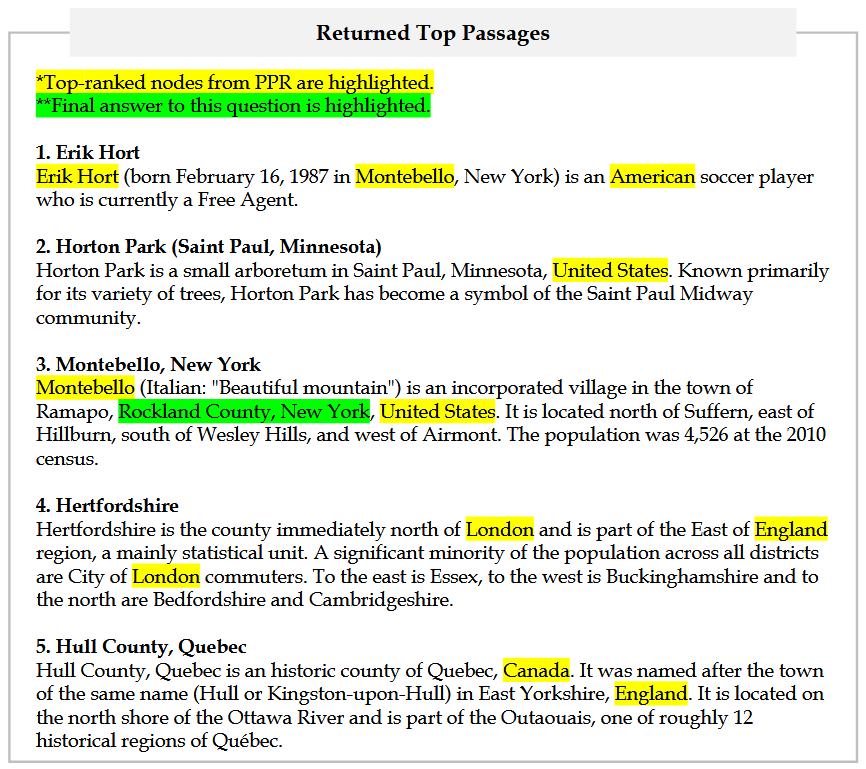 Returned Top Passages
*Top-ranked nodes from PPR are highlighted.
**Final answer to this question is highlighted.
1. Erik Hort
Erik Hort (born February 16, 1987 in Montebello, New York) is an American soccer player
who is currently a Free Agent.
2. Horton Park (Saint Paul, Minnesota)
Horton Park is a small arboretum in Saint Paul, Minnesota, United States. Known primarily
for its variety of trees, Horton Park has become a symbol of the Saint Paul Midway
community.
3. Montebello, New York
Montebello (Italian: "Beautiful mountain") is an incorporated village in the town of
Ramapo, Rockland County, New York, United States. It is located north of Suffern, east of
Hillburn, south of Wesley Hills, and west of Airmont. The population was 4,526 at the 2010
census.
4. Hertfordshire
Hertfordshire is the county immediately north of London and is part of the East of England
region, a mainly statistical unit. A significant minority of the population across all districts
are City of London commuters. To the east is Essex, to the west is Buckinghamshire and to
the north are Bedfordshire and Cambridgeshire.
5. Hull County, Quebec
Hull County, Quebec is an historic county of Quebec, Canada. It was named after the town
of the same name (Hull or Kingston-upon-Hull) in East Yorkshire, England. It is located on
the north shore of the Ottawa River and is part of the Outaouais, one of roughly 12
historical regions of Québec.